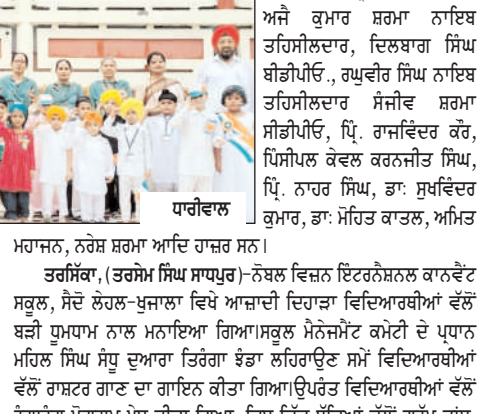 ਅਜੈ ਕੁਮਾਰ ਸ਼ਰਮਾ ਨਾਇਬ
ਤਹਿਸੀਲਦਾਰ, ਦਿਲਬਾਗ ਸਿੰਘ
ਬੀਡੀਪੀਓ., ਰਘੁਵੀਰ ਸਿੰਘ ਨਾਇਬ
ਤਹਿਸੀਲਦਾਰ ਸੰਜੀਵ ਸ਼ਰਮਾ
ਸੀਡੀਪੀਓ, ਪ੍ਰਿੰ. ਰਾਜਵਿੰਦਰ ਕੌਰ,
ਪਿੰਸੀਪਲ ਕੇਵਲ ਕਰਨਜੀਤ ਸਿੰਘ,
ਪ੍ਰਿੰ. ਨਾਹਰ ਸਿੰਘ, ਡਾਃ ਸੁਖਵਿੰਦਰ
ਧਾਰੀਵਾਲ
ਕੁਮਾਰ, ਡਾਃ ਮੋਹਿਤ ਕਾਤਲ, ਅਮਿਤ
ਮਹਾਜਨ, ਨਰੇਸ਼ ਸ਼ਰਮਾ ਆਦਿ ਹਾਜ਼ਰ ਸਨ।
ਤਰਸਿੱਕਾ, (ਤਰਸੇਮ ਸਿੰਘ ਸਾਧਪੁਰ)-ਨੋਬਲ ਵਿਜ਼ਨ ਇੰਟਰਨੈਸ਼ਨਲ ਕਾਨਵੈਂਟ
ਸਕੂਲ, ਸੈਦੋ ਲੇਹਲ-ਖੁਜਾਲਾ ਵਿਖੇ ਆਜ਼ਾਦੀ ਦਿਹਾੜਾ ਵਿਦਿਆਰਥੀਆਂ ਵੱਲੋਂ
ਬੜੀ ਧੂਮਧਾਮ ਨਾਲ ਮਨਾਇਆ ਗਿਆ।ਸਕੂਲ ਮੈਨੇਜਮੈਂਟ ਕਮੇਟੀ ਦੇ ਪ੍ਰਧਾਨ
ਮਹਿਲ ਸਿੰਘ ਸੰਧੂ ਦੁਆਰਾ ਤਿਰੰਗਾ ਝੰਡਾ ਲਹਿਰਾਉਣ ਸਮੇਂ ਵਿਦਿਆਰਥੀਆਂ
ਵੱਲੋਂ ਰਾਸ਼ਟਰ ਗਾਣ ਦਾ ਗਾਇਨ ਕੀਤਾ ਗਿਆ।ਉਪਰੰਤ ਵਿਦਿਆਰਥੀਆਂ ਵੱਲੋਂ